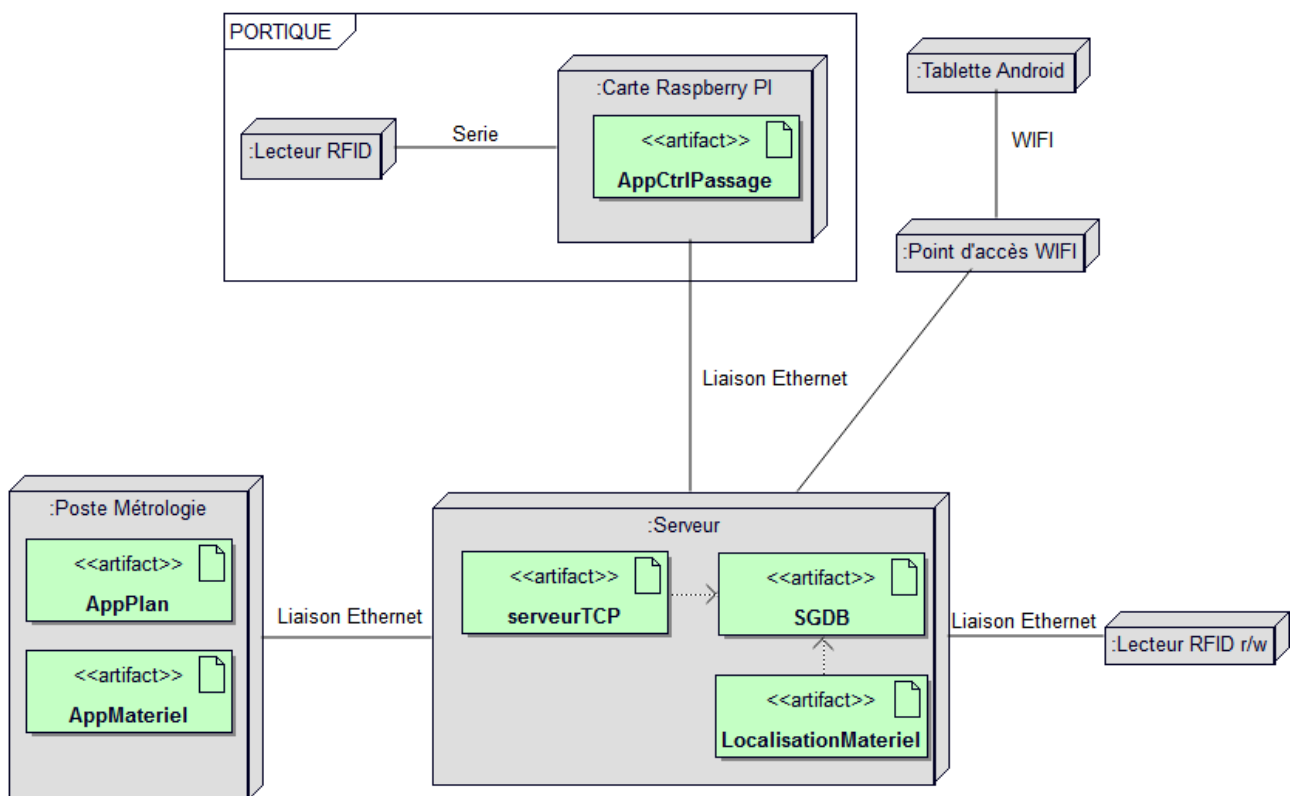 PORTIQUE
:Carte Raspberry PI
<<artifact>>
AppCtrlPassage
:Lecteur RFID
Serie
:Tablette Android
WIFI
:Point d'accès WIFI
Liaison Ethernet
:Poste Métrologie
<<artifact>>
AppPlan
<<artifact>>
AppMateriel
Liaison Ethernet
:Serveur
<<artifact>>
serveurTCP
<<artifact>>
SGDB
<<artifact>>
LocalisationMateriel
Liaison Ethernet
:Lecteur RFID r/w